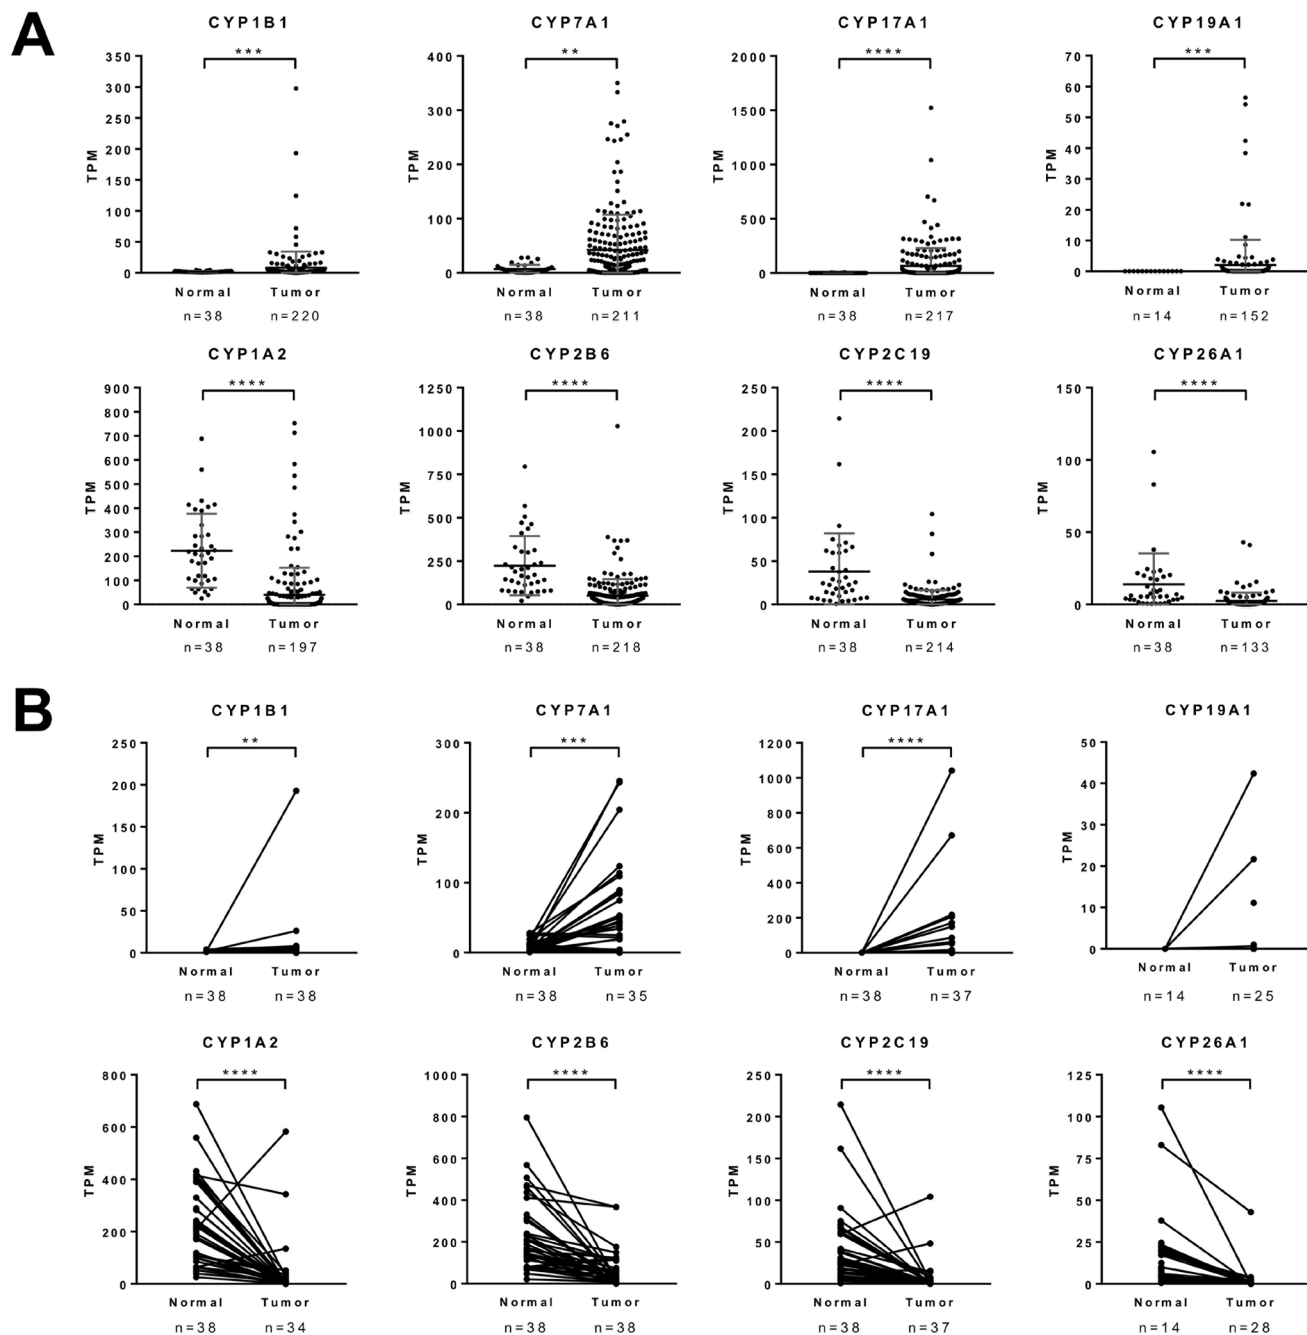 A
CYP1B1 CYP7A1 CYP17A1 CYP19A1
*** ** **** ***
TPM TPM TPM TPM
350 300 250 200 150 100 50 0
400 300 200 100 0
2000 1500 1000 500 0
70 60 50 40 30 20 10 0
Normal Tumor Normal Tumor Normal Tumor Normal Tumor
n=38 n=220 n=38 n=211 n=38 n=217 n=14 n=152
CYP1A2 CYP2B6 CYP2C19 CYP26A1
**** **** **** ****
TPM TPM TPM TPM
900 800 700 600 500 400 300 200 100 0
1250 1000 750 500 250 0
250 200 150 100 50 0
150 100 50 0
Normal Tumor Normal Tumor Normal Tumor Normal Tumor
n=38 n=197 n=38 n=218 n=38 n=214 n=38 n=133
B
CYP1B1 CYP7A1 CYP17A1 CYP19A1
** *** ****
TPM TPM TPM TPM
250 200 150 100 50 0
300 200 100 0
1200 1000 800 600 400 200 0
50 40 30 20 10 0
Normal Tumor Normal Tumor Normal Tumor Normal Tumor
n=38 n=38 n=38 n=35 n=38 n=37 n=14 n=25
CYP1A2 CYP2B6 CYP2C19 CYP26A1
**** **** **** ****
TPM TPM TPM TPM
800 600 400 200 0
1000 800 600 400 200 0
250 200 150 100 50 0
125 100 75 50 25 0
Normal Tumor Normal Tumor Normal Tumor Normal Tumor
n=38 n=34 n=38 n=38 n=38 n=37 n=14 n=28